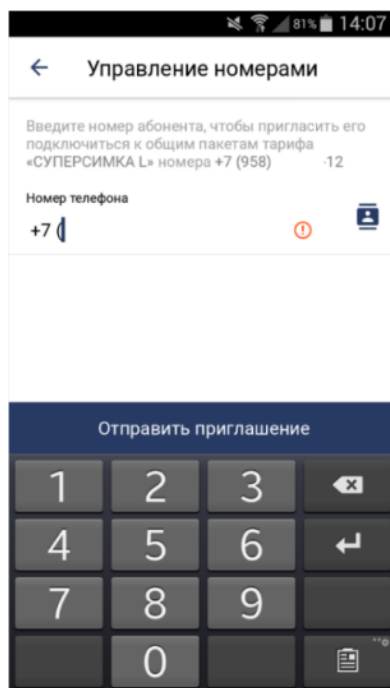 81% 14:07
Управление номерами
Введите номер абонента, чтобы пригласить его
подключиться к общим пакетам тарифа
«СУПЕРСИМКА L» номера +7 (958) -12
Номер телефона
+7 (
Отправить приглашение
1 2 3
4 5 6
7 8 9
0